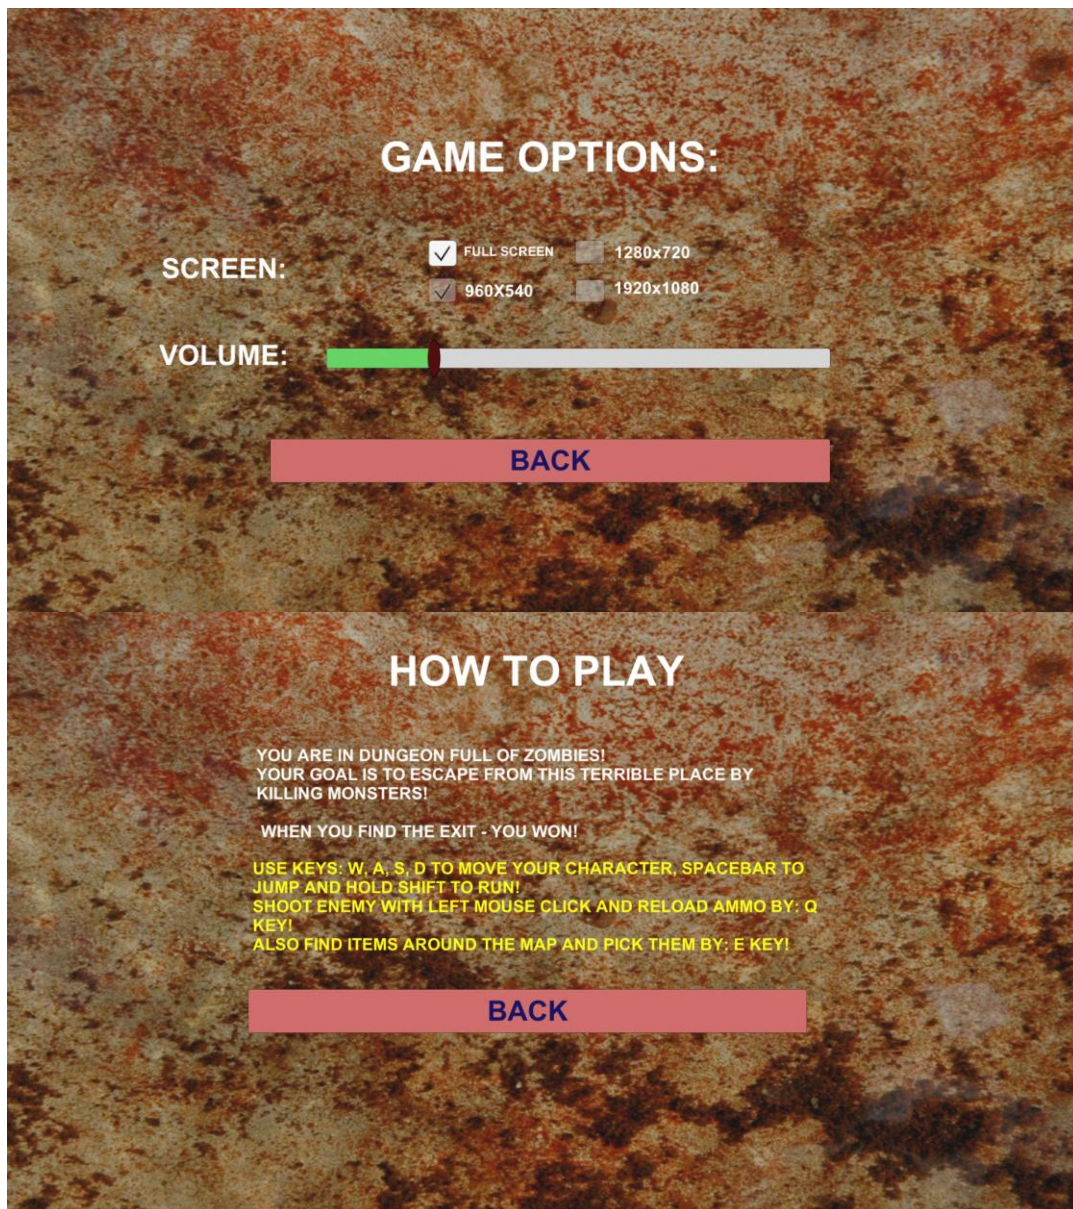 GAME OPTIONS:
SCREEN:
FULL SCREEN
1280x720
960X540
1920x1080
VOLUME:
BACK
HOW TO PLAY
YOU ARE IN DUNGEON FULL OF ZOMBIES!
YOUR GOAL IS TO ESCAPE FROM THIS TERRIBLE PLACE BY
KILLING MONSTERS!
WHEN YOU FIND THE EXIT - YOU WON!
USE KEYS: W, A, S, D TO MOVE YOUR CHARACTER, SPACEBAR TO
JUMP AND HOLD SHIFT TO RUN!
SHOOT ENEMY WITH LEFT MOUSE CLICK AND RELOAD AMMO BY: Q
KEY!
ALSO FIND ITEMS AROUND THE MAP AND PICK THEM BY: E KEY!
BACK